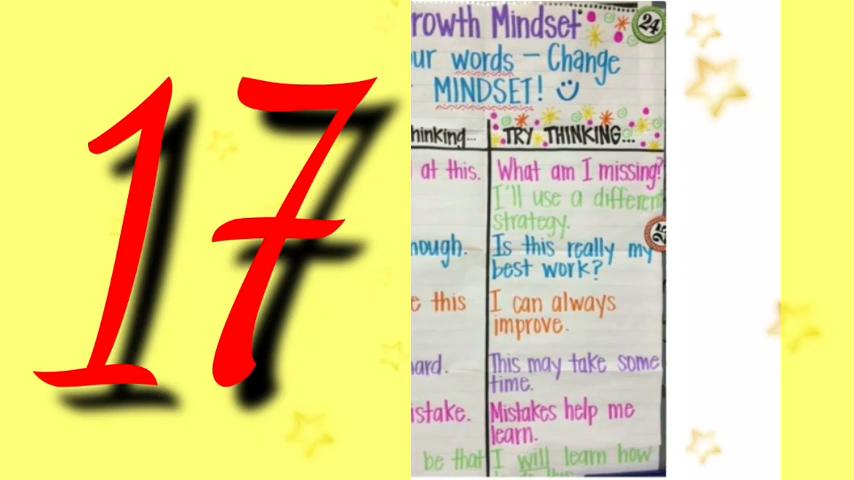 17
rowth Mindset
24
ur words - Change
MINDSET! 
hinking... TRY THINKING...
at this. What am I missing?
I'll use a different
strategy.
nough. Is this really my
best work?
e this I can always
improve.
ard. This may take some
time.
istake. Mistakes help me
learn.
be that I will learn how